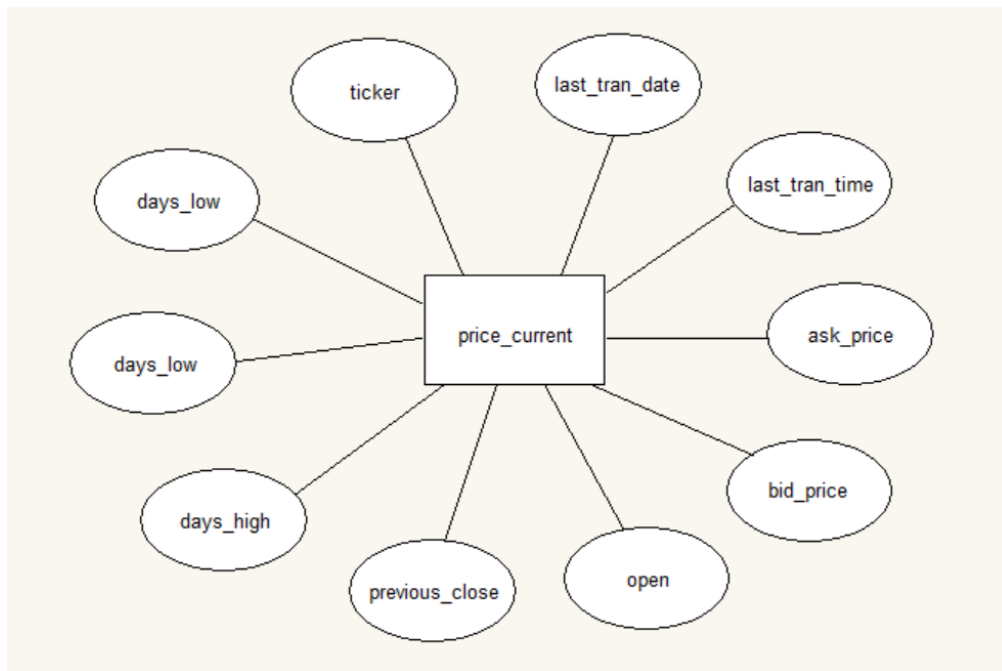 ticker
last_tran_date
last_tran_time
days_low
price_current
ask_price
days_low
bid_price
days_high
open
previous_close